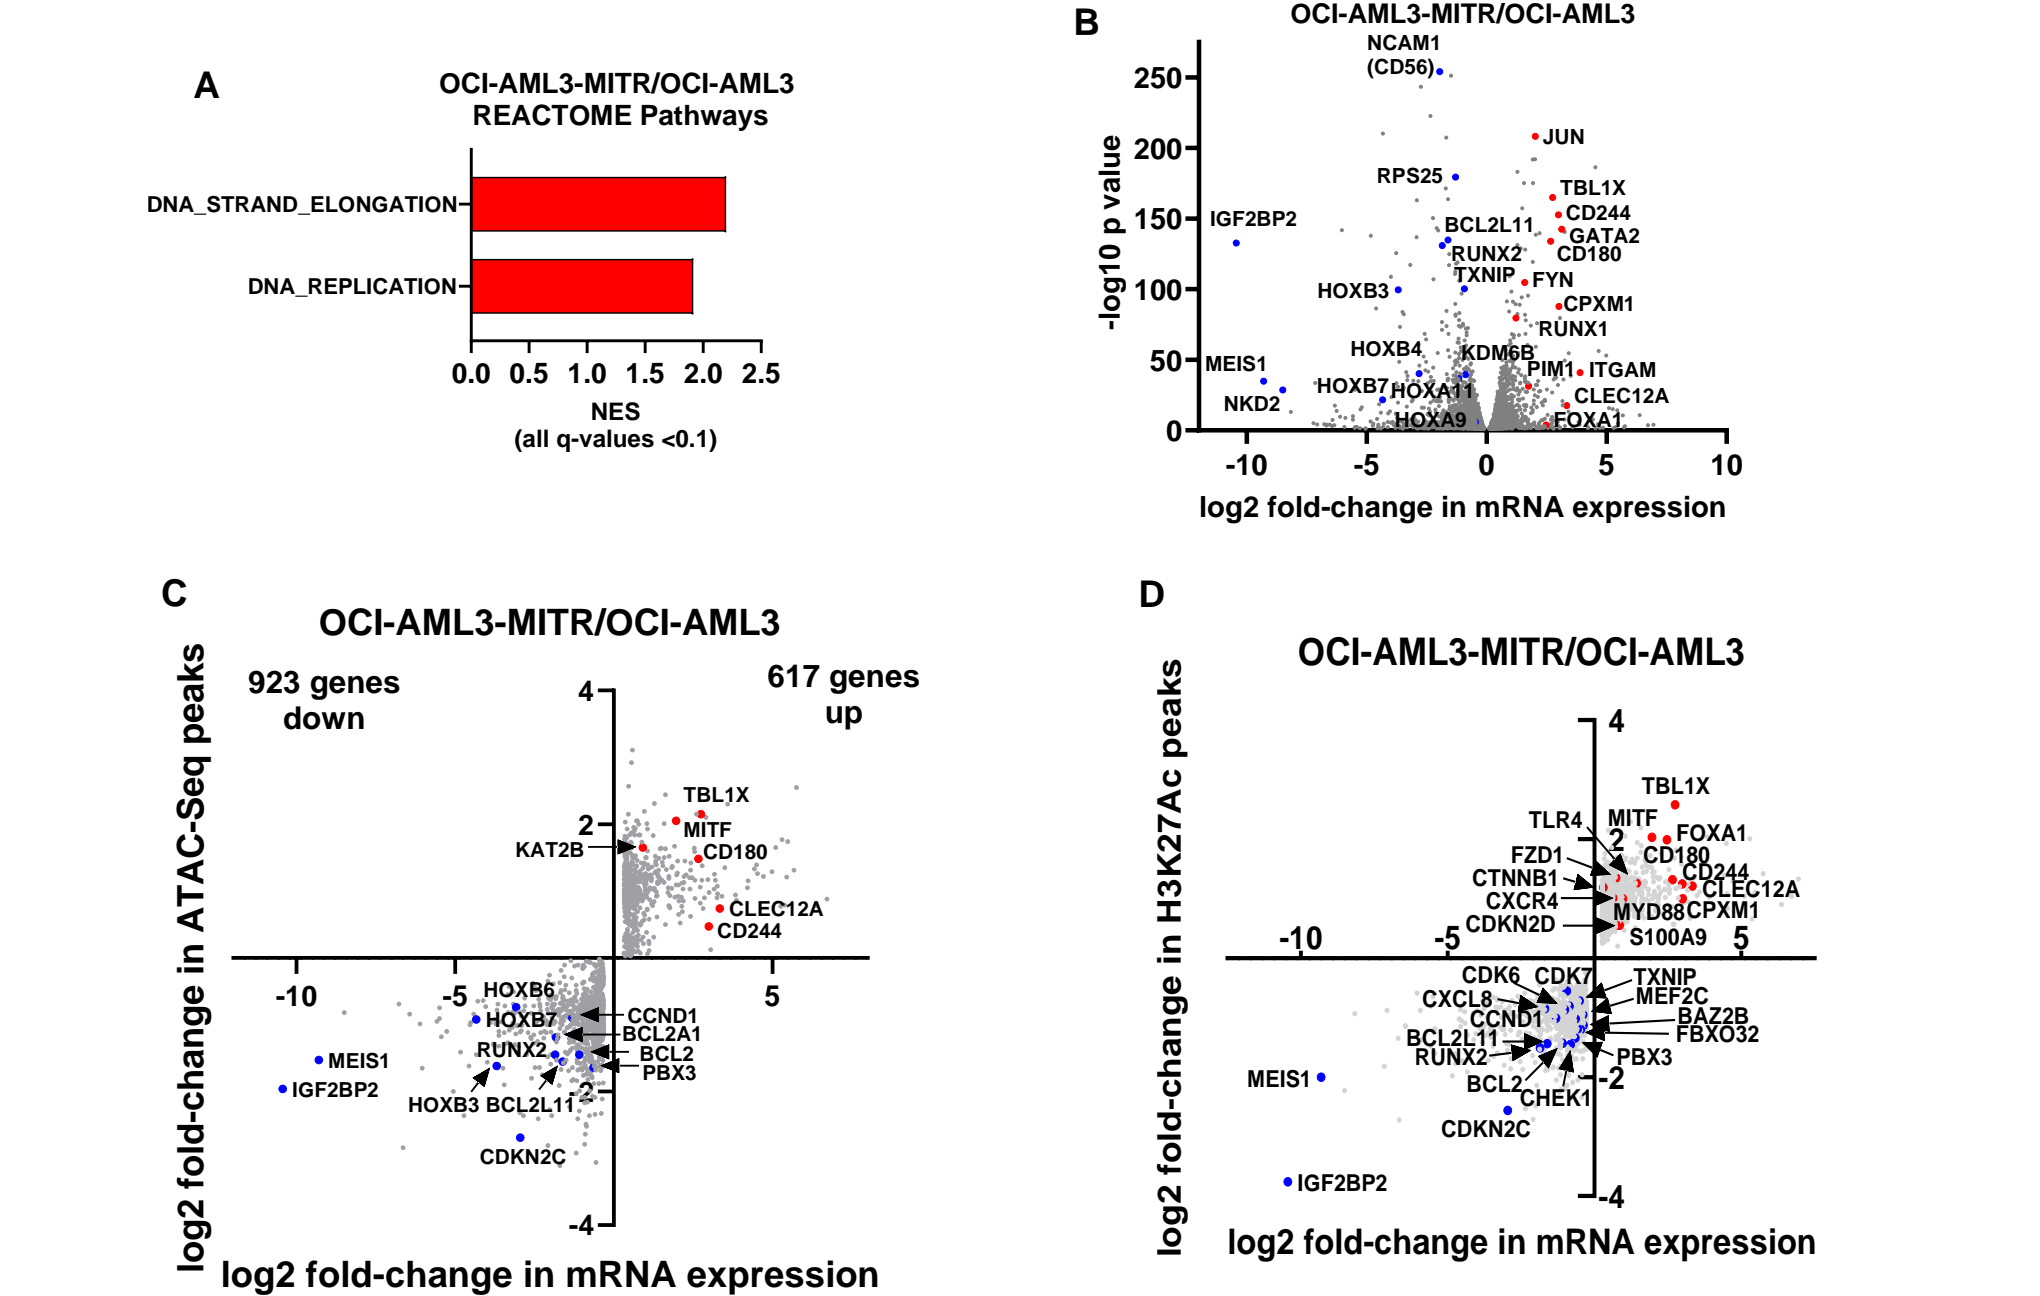 A
OCI-AML3-MITR/OCI-AML3
REACTOME Pathways
DNA_STRAND_ELONGATION
DNA_REPLICATION
0.0 0.5 1.0 1.5 2.0 2.5
NES
(all q-values <0.1)
B
OCI-AML3-MITR/OCI-AML3
-log10 p value
250
200
150
100
50
0
NCAM1
(CD56)
JUN
RPS25
TBL1X
CD244
IGF2BP2
BCL2L11
GATA2
RUNX2
CD180
TXNIP
FYN
HOXB3
CPXM1
RUNX1
HOXB4
KDM6B
MEIS1
PIM1
ITGAM
HOXB7
HOXA11
NKD2
CLEC12A
HOXA9
FOXA1
-10 -5 0 5 10
log2 fold-change in mRNA expression
C
OCI-AML3-MITR/OCI-AML3
log2 fold-change in ATAC-Seq peaks
923 genes
down
617 genes
up
4
2
-2
-4
-10 -5 5
TBL1X
MITF
KAT2B
CD180
CLEC12A
CD244
HOXB6
HOXB7
CCND1
BCL2A1
RUNX2
BCL2
MEIS1
PBX3
IGF2BP2
HOXB3
BCL2L11
CDKN2C
log2 fold-change in mRNA expression
D
OCI-AML3-MITR/OCI-AML3
log2 fold-change in H3K27Ac peaks
4
2
-2
-4
-10 -5 5
TBL1X
TLR4
MITF
FOXA1
FZD1
CD180
CTNNB1
CD244
CLEC12A
CXCR4
MYD88
CPXM1
CDKN2D
S100A9
CDK6
CDK7
TXNIP
CXCL8
MEF2C
CCND1
BAZ2B
BCL2L11
FBXO32
RUNX2
PBX3
MEIS1
BCL2
CHEK1
CDKN2C
IGF2BP2
log2 fold-change in mRNA expression